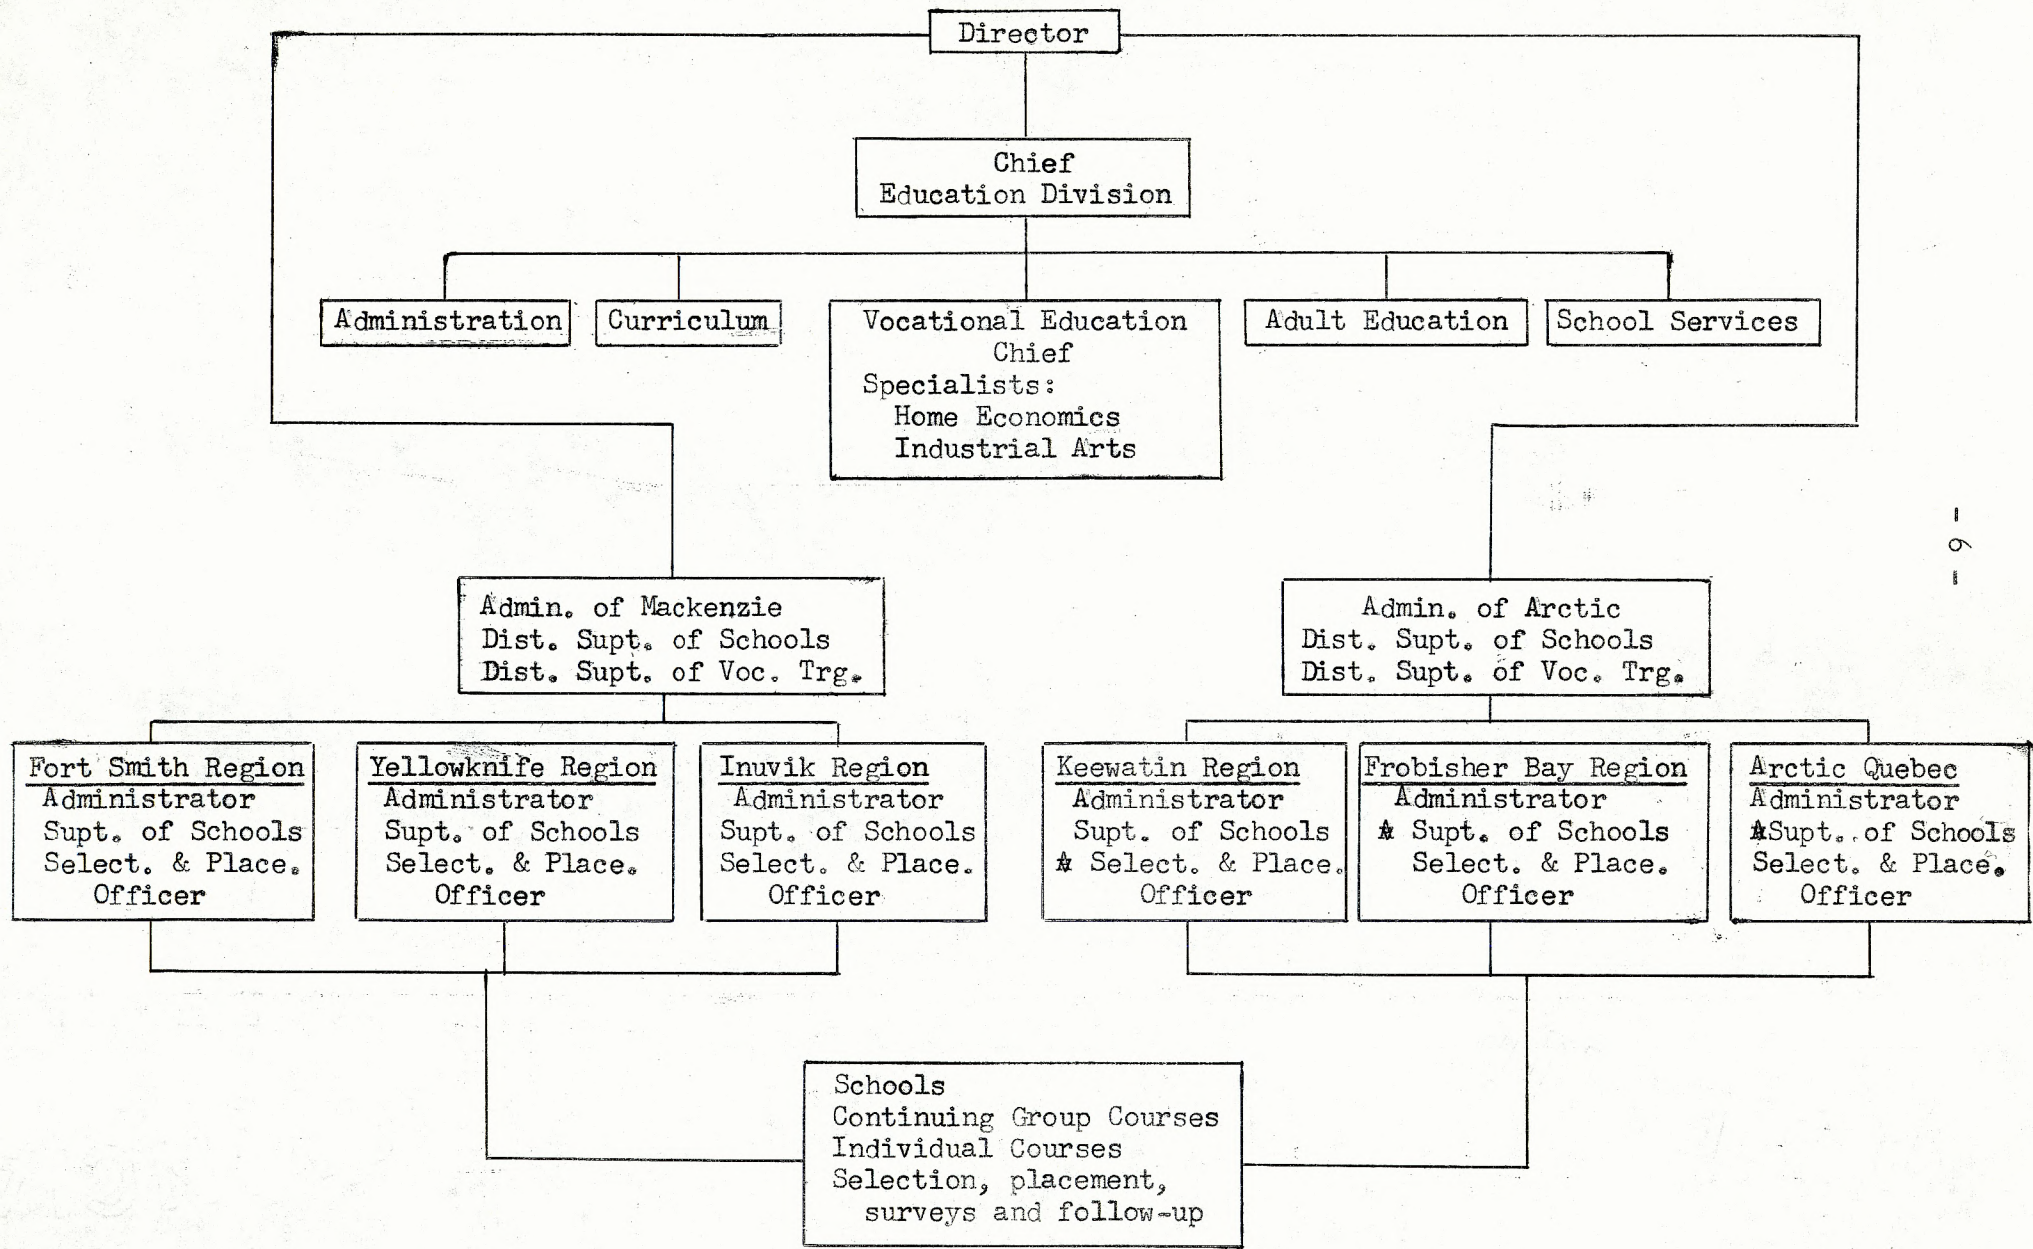 Director
Chief
Education Division
Administration
Curriculum
Vocational Education
Chief
Specialists:
Home Economics
Industrial Arts
Adult Education
School Services
- 6 -
Admin. of Mackenzie
Dist. Supt. of Schools
Dist. Supt. of Voc. Trg.
Admin. of Arctic
Dist. Supt. of Schools
Dist. Supt. of Voc. Trg.
Fort Smith Region
Administrator
Supt. of Schools
Select. & Place.
Officer
Yellowknife Region
Administrator
Supt. of Schools
Select. & Place.
Officer
Inuvik Region
Administrator
Supt. of Schools
Select. & Place.
Officer
Keewatin Region
Administrator
Supt. of Schools
* Select. & Place.
Officer
Frobisher Bay Region
Administrator
* Supt. of Schools
Select. & Place.
Officer
Arctic Quebec
Administrator
*Supt. of Schools
Select. & Place.
Officer
Schools
Continuing Group Courses
Individual Courses
Selection, placement,
surveys and follow-up